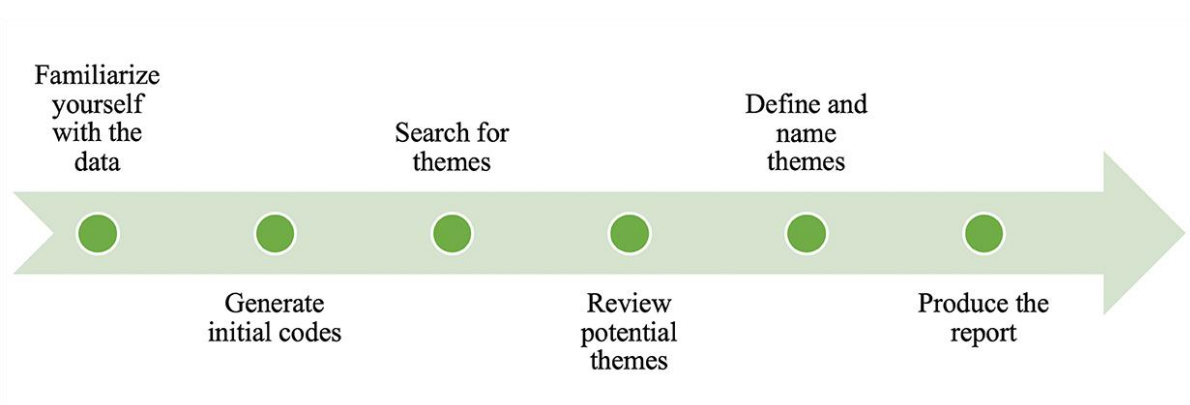 Familiarize
yourself
with the
data
Generate
initial codes
Search for
themes
Review
potential
themes
Define and
name
themes
Produce the
report